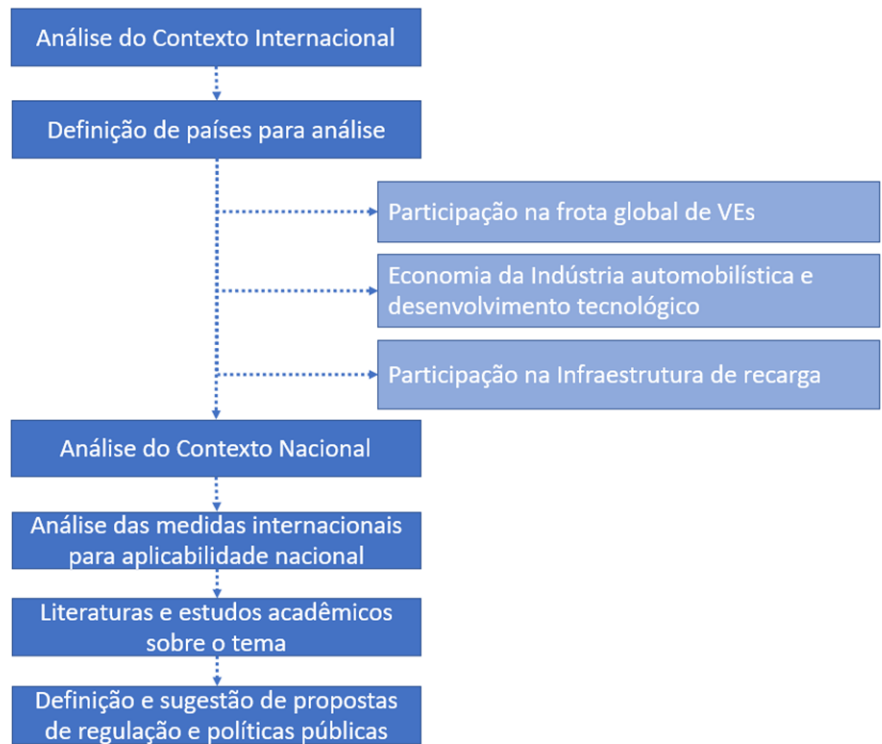 Análise do Contexto Internacional
Definição de países para análise
Participação na frota global de VEs
Economia da Indústria automobilística e
desenvolvimento tecnológico
Participação na Infraestrutura de recarga
Análise do Contexto Nacional
Análise das medidas internacionais
para aplicabilidade nacional
Literaturas e estudos acadêmicos
sobre o tema
Definição e sugestão de propostas
de regulação e políticas públicas